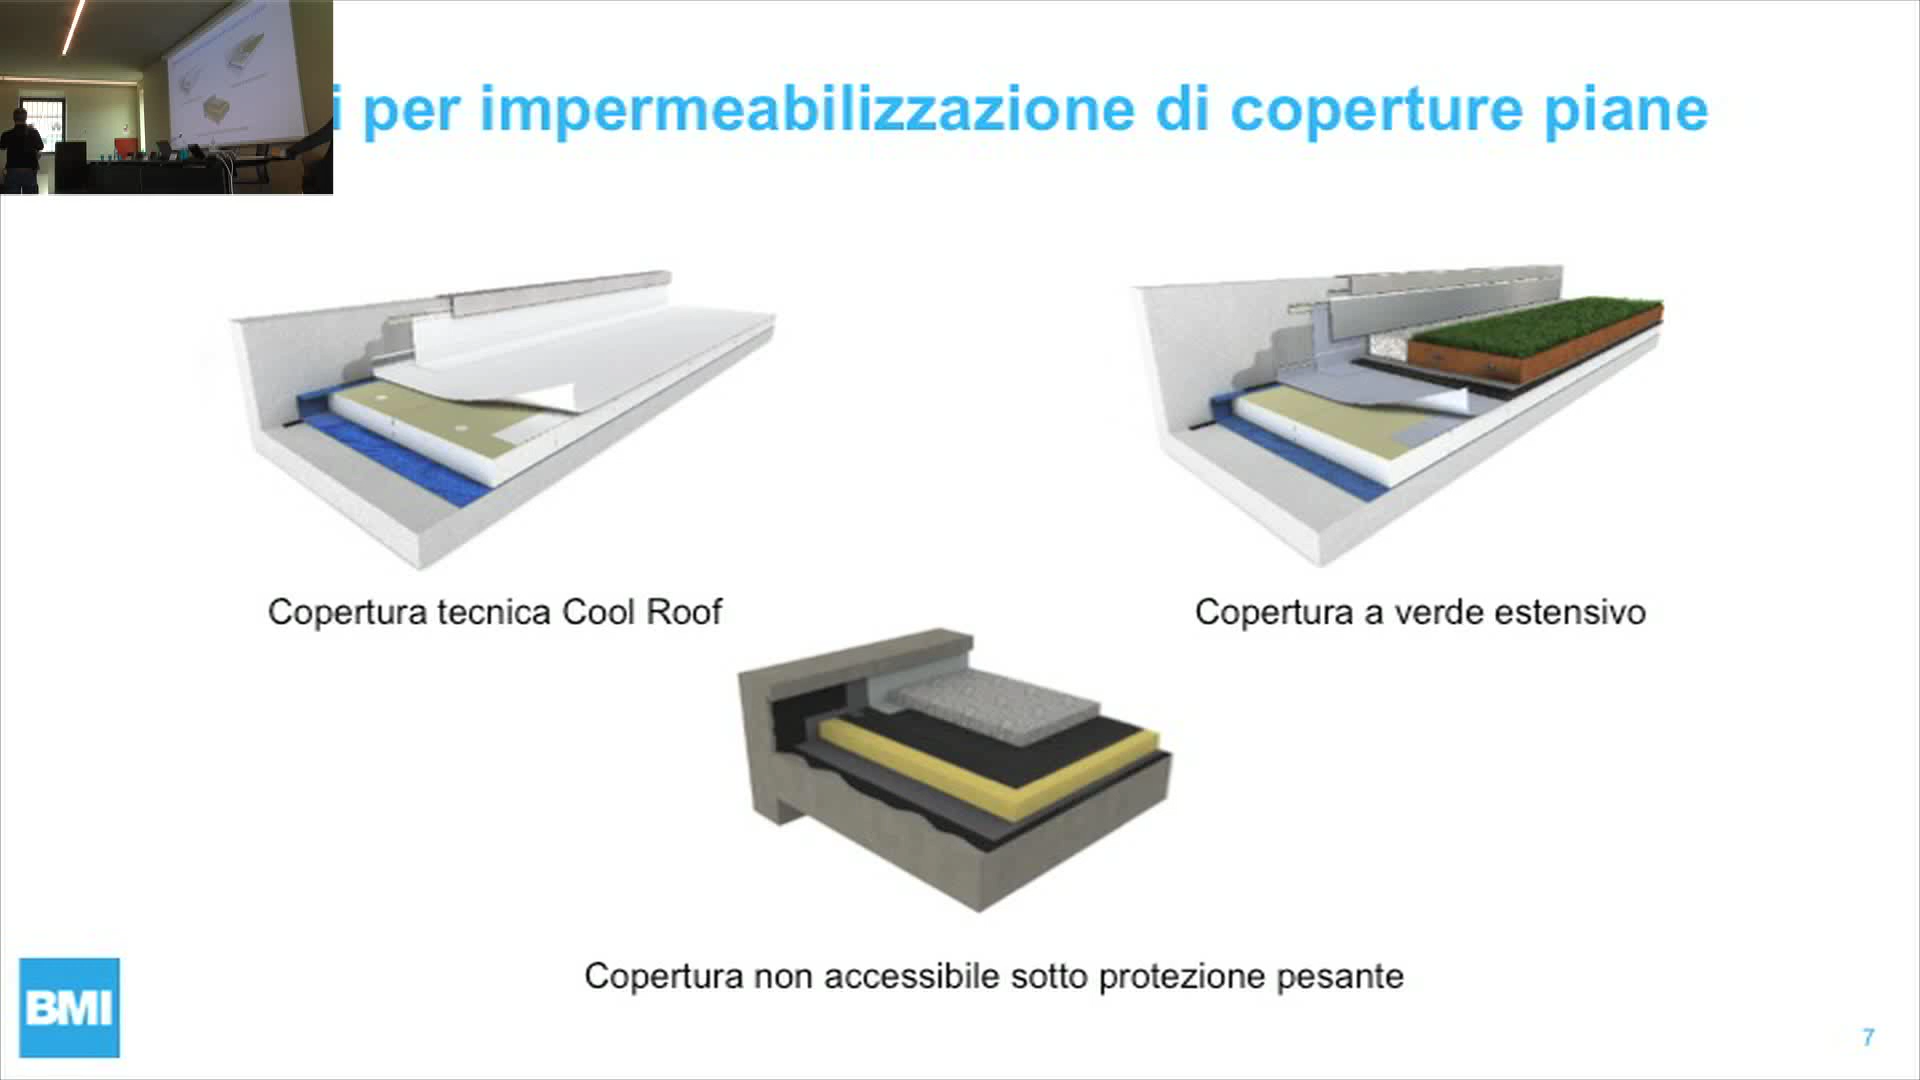 i per impermeabilizzazione di coperture piane
Copertura tecnica Cool Roof
Copertura a verde estensivo
Copertura non accessibile sotto protezione pesante
BMI
7